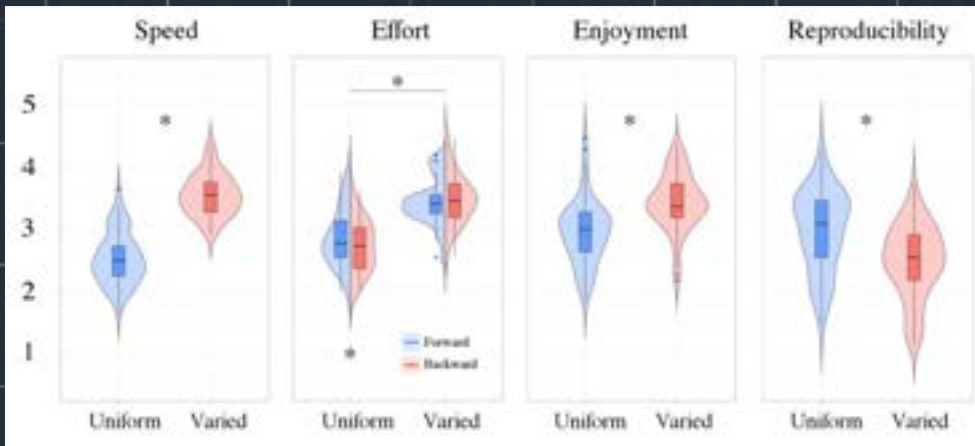 Speed
Effort
Enjoyment
Reproducibility
5
4
3
2
1
*
*
*
*
*
Forward
Backward
Uniform Varied
Uniform Varied
Uniform Varied
Uniform Varied